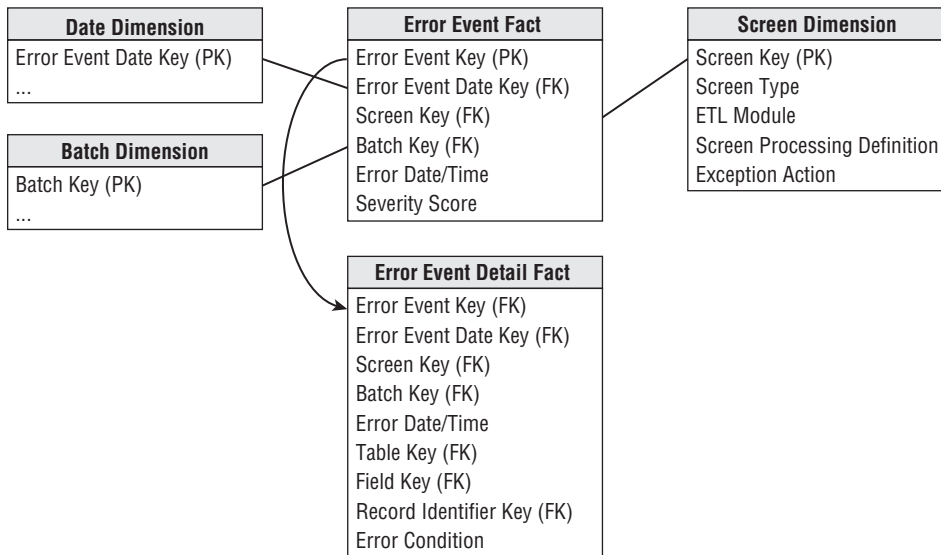 Date Dimension
Error Event Date Key (PK)
...
Batch Dimension
Batch Key (PK)
...
Error Event Fact
Error Event Key (PK)
Error Event Date Key (FK)
Screen Key (FK)
Batch Key (FK)
Error Date/Time
Severity Score
Screen Dimension
Screen Key (PK)
Screen Type
ETL Module
Screen Processing Definition
Exception Action
Error Event Detail Fact
Error Event Key (FK)
Error Event Date Key (FK)
Screen Key (FK)
Batch Key (FK)
Error Date/Time
Table Key (FK)
Field Key (FK)
Record Identifier Key (FK)
Error Condition